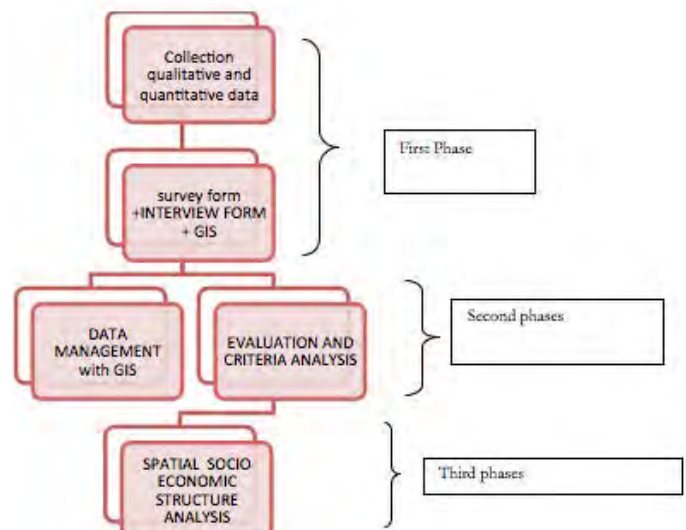 Collection
qualitative and
quantitative data
First Phase
survey form
+INTERVIEW FORM
+ GIS
DATA
MANAGEMENT
with GIS
EVALUATION AND
CRITERIA ANALYSIS
Second phases
SPATIAL SOCIO
ECONOMIC
STRUCTURE
ANALYSIS
Third phases